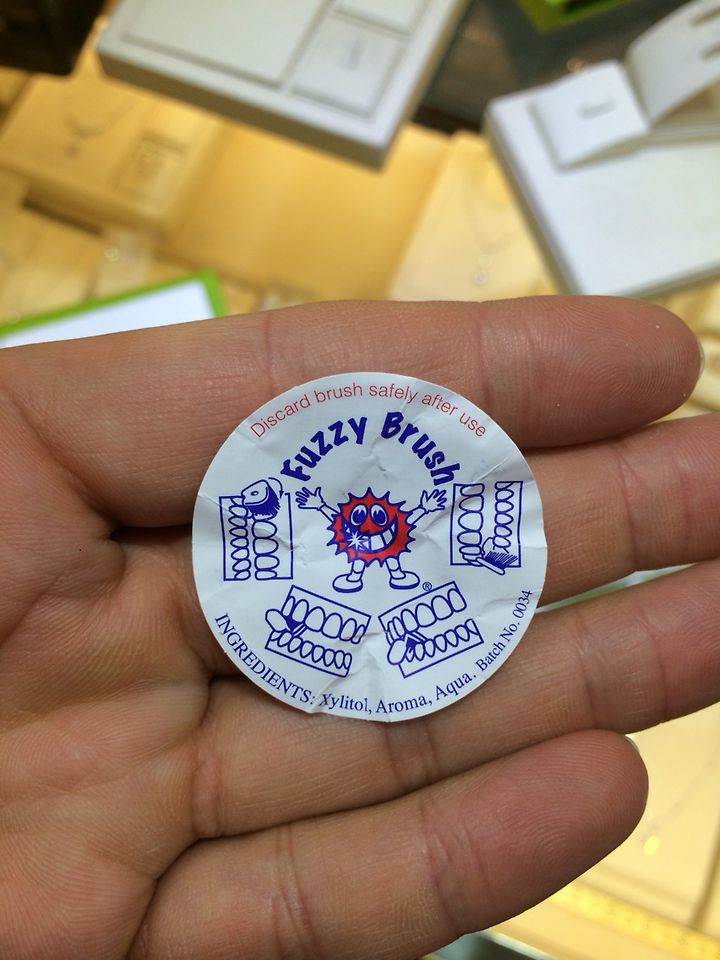 Discard brush safely after use
Fuzzy Brush
®
INGREDIENTS: Xylitol, Aroma, Aqua. Batch No. 0034